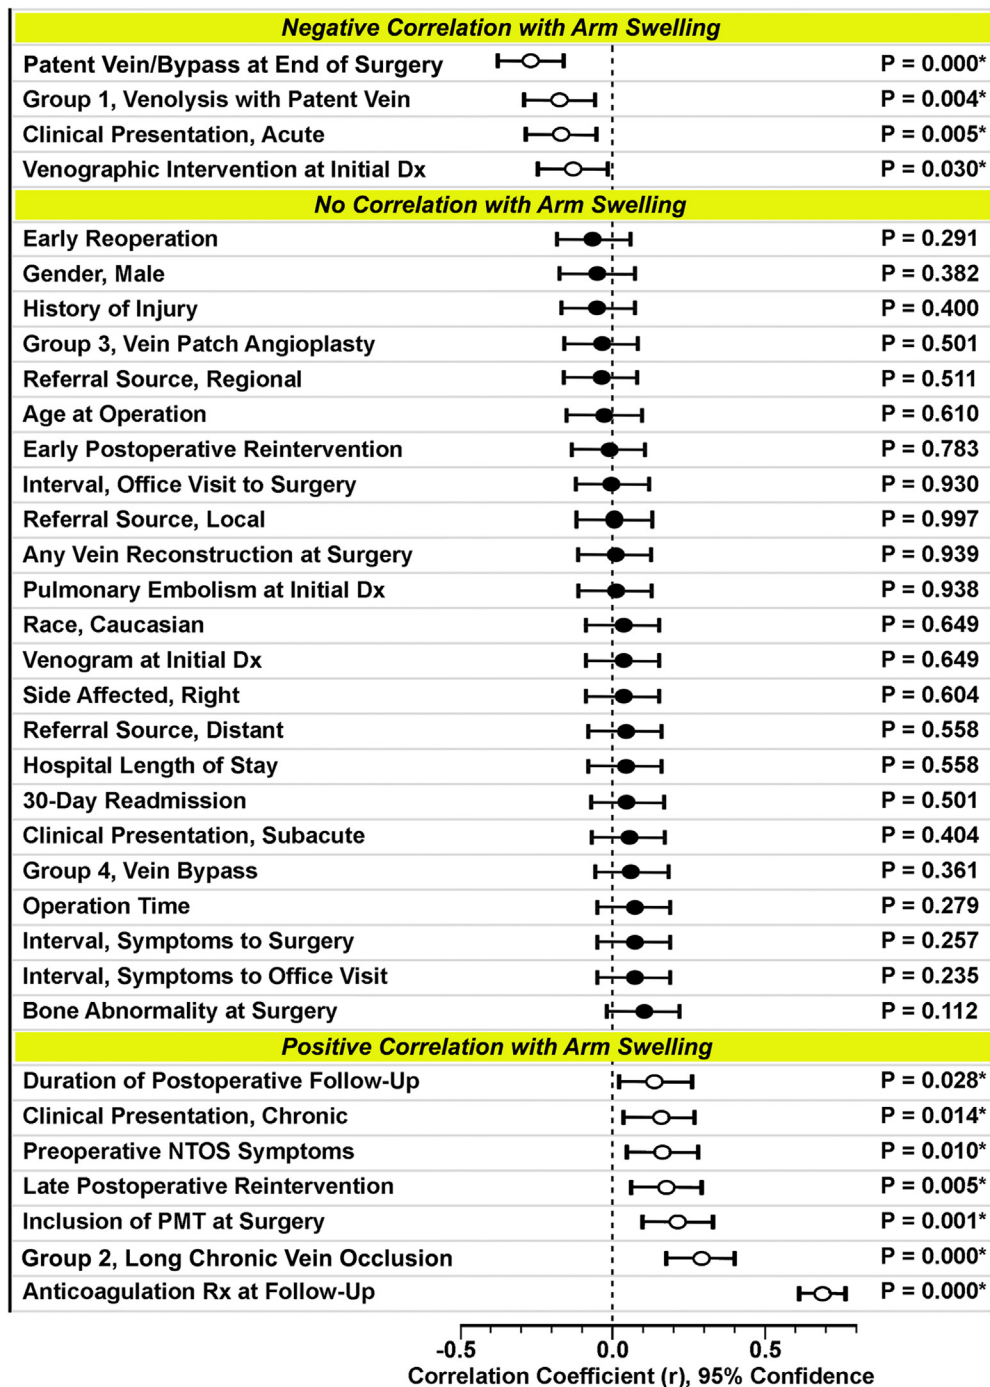 Negative Correlation with Arm Swelling
Patent Vein/Bypass at End of Surgery P = 0.000*
Group 1, Venolysis with Patent Vein P = 0.004*
Clinical Presentation, Acute P = 0.005*
Venographic Intervention at Initial Dx P = 0.030*
No Correlation with Arm Swelling
Early Reoperation P = 0.291
Gender, Male P = 0.382
History of Injury P = 0.400
Group 3, Vein Patch Angioplasty P = 0.501
Referral Source, Regional P = 0.511
Age at Operation P = 0.610
Early Postoperative Reintervention P = 0.783
Interval, Office Visit to Surgery P = 0.930
Referral Source, Local P = 0.997
Any Vein Reconstruction at Surgery P = 0.939
Pulmonary Embolism at Initial Dx P = 0.938
Race, Caucasian P = 0.649
Venogram at Initial Dx P = 0.649
Side Affected, Right P = 0.604
Referral Source, Distant P = 0.558
Hospital Length of Stay P = 0.558
30-Day Readmission P = 0.501
Clinical Presentation, Subacute P = 0.404
Group 4, Vein Bypass P = 0.361
Operation Time P = 0.279
Interval, Symptoms to Surgery P = 0.257
Interval, Symptoms to Office Visit P = 0.235
Bone Abnormality at Surgery P = 0.112
Positive Correlation with Arm Swelling
Duration of Postoperative Follow-Up P = 0.028*
Clinical Presentation, Chronic P = 0.014*
Preoperative NTOS Symptoms P = 0.010*
Late Postoperative Reintervention P = 0.005*
Inclusion of PMT at Surgery P = 0.001*
Group 2, Long Chronic Vein Occlusion P = 0.000*
Anticoagulation Rx at Follow-Up P = 0.000*
-0.5 0.0 0.5
Correlation Coefficient (r), 95% Confidence